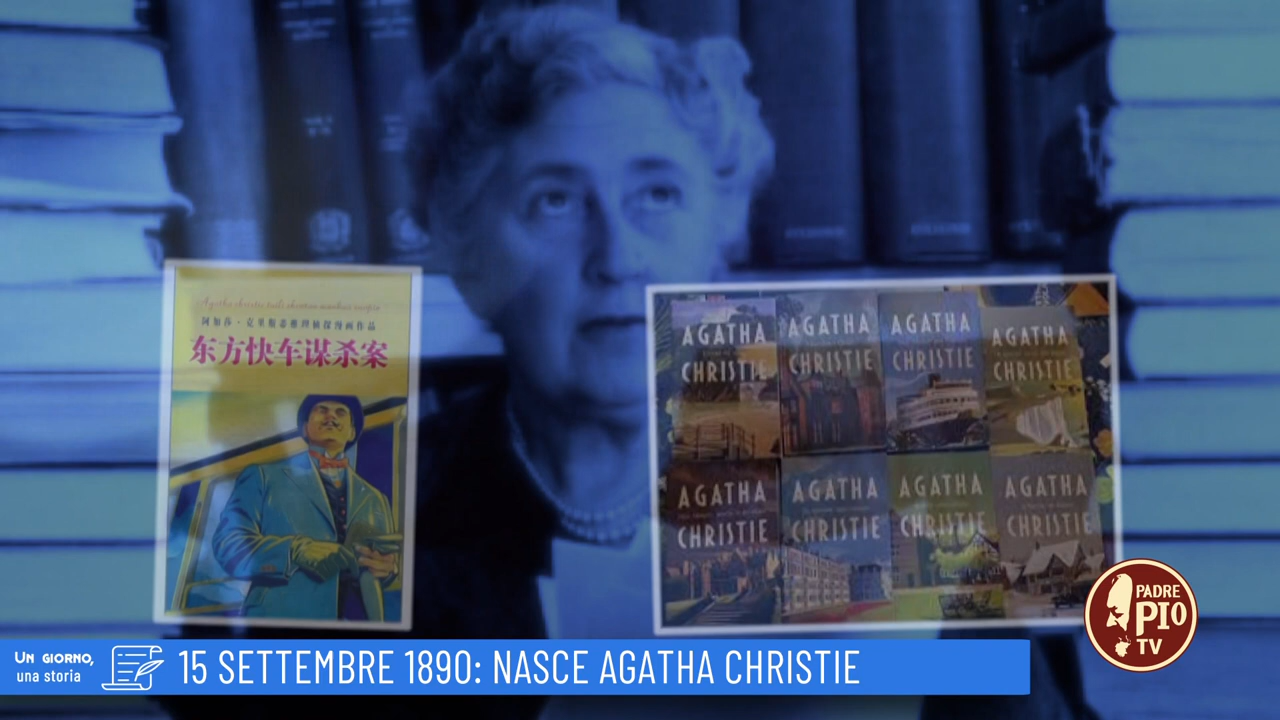 阿加莎·克里斯蒂推理侦探漫画作品
东方快车谋杀案
AGATHA
CHRISTIE
AGATHA
CHRISTIE
AGATHA
CHRISTIE
AGATHA
CHRISTIE
AGATHA
CHRISTIE
AGATHA
CHRISTIE
AGATHA
CHRISTIE
AGATHA
CHRISTIE
UN GIORNO,
una storia
15 SETTEMBRE 1890: NASCE AGATHA CHRISTIE
PADRE
PIO
TV